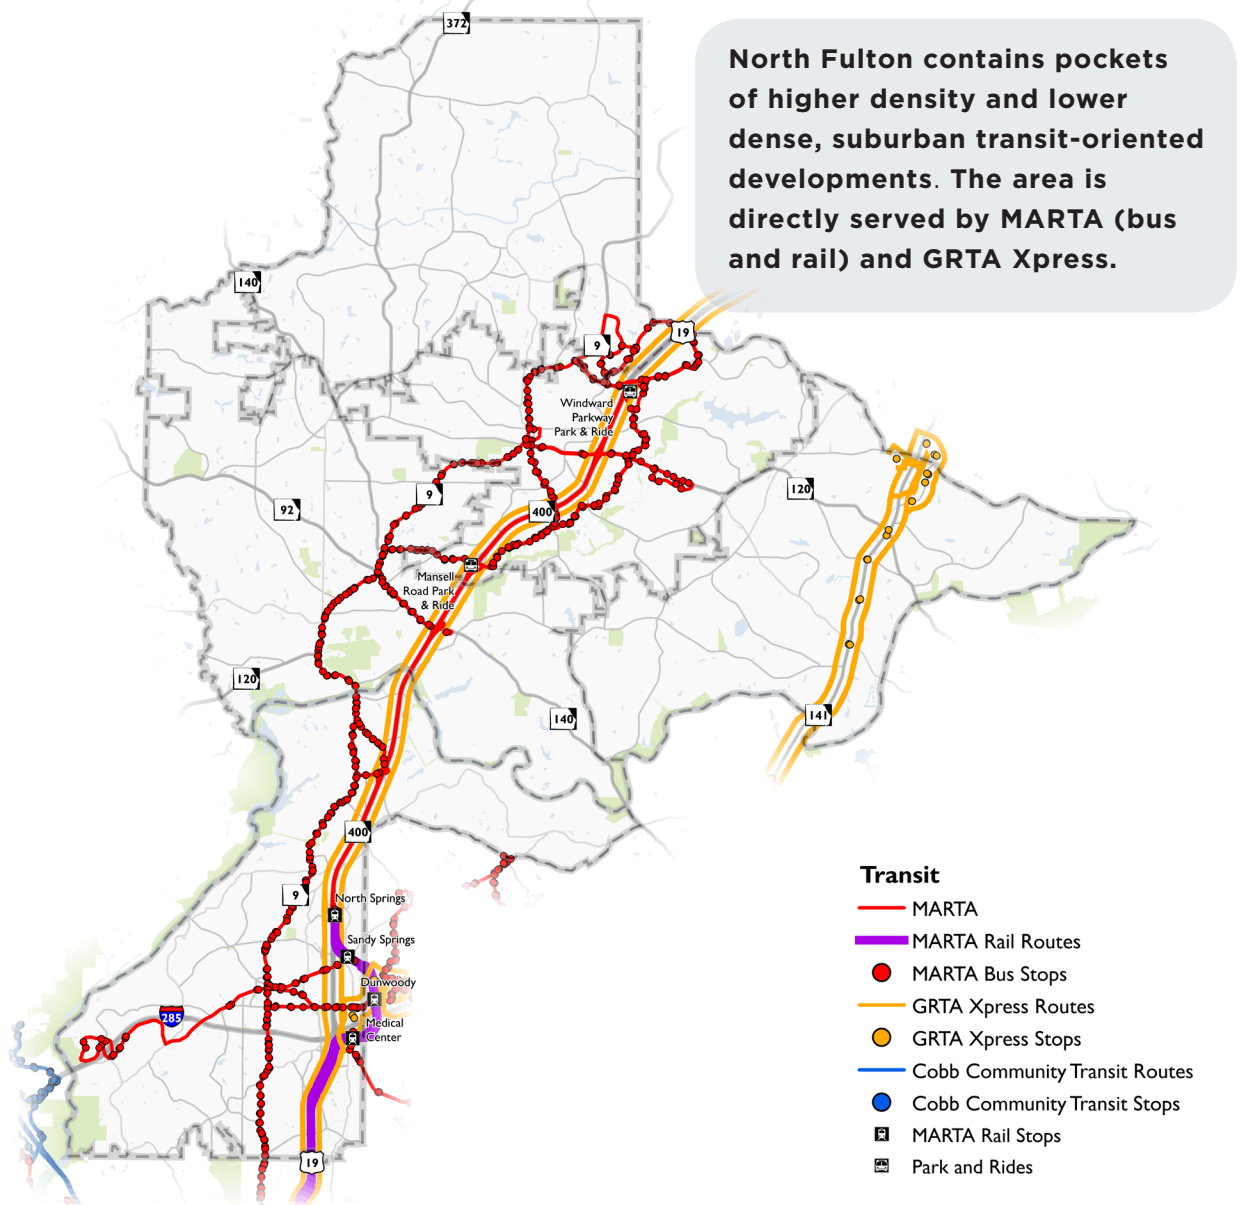 372
North Fulton contains pockets
of higher density and lower
dense, suburban transit-oriented
developments. The area is
directly served by MARTA (bus
and rail) and GRTA Xpress.
140
19
9
Windward
Parkway
Park & Ride
9
120
92
400
Mansell
Road Park
& Ride
120
140
141
400
9
North Springs
Sandy Springs
Dunwoody
285
Medical
Center
19
Transit
MARTA
MARTA Rail Routes
MARTA Bus Stops
GRTA Xpress Routes
GRTA Xpress Stops
Cobb Community Transit Routes
Cobb Community Transit Stops
MARTA Rail Stops
Park and Rides